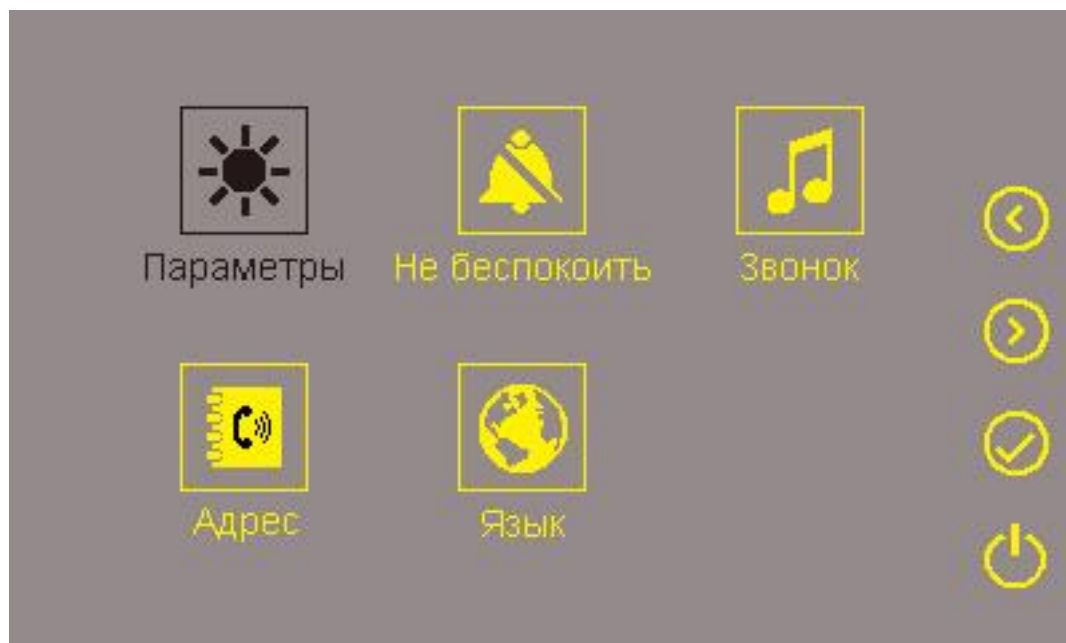 Параметры
Не беспокоить
Звонок
Адрес
Язык